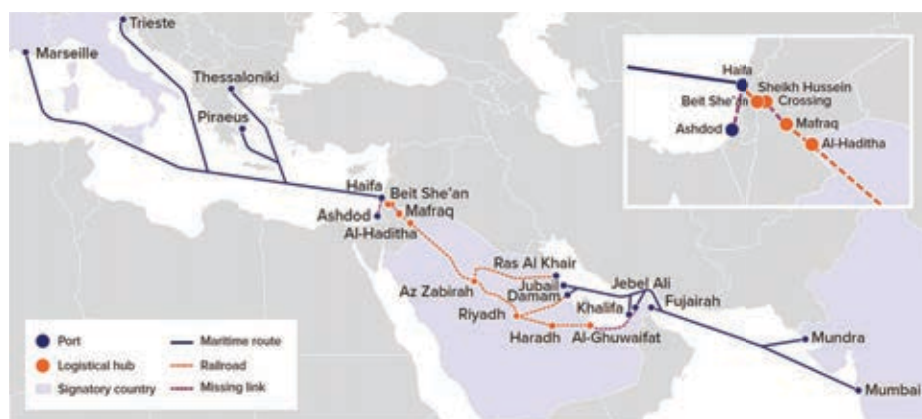 Trieste
Marseille
Thessaloniki
Piraeus
Haifa
Beit She'an
Ashdod
Mafraq
Al-Haditha
Ras Al Khair
Jubail
Damam
Jebel Ali
Az Zabirah
Khalifa
Fujairah
Riyadh
Haradh
Al-Ghuwaifat
Mundra
Mumbai
Haifa
Sheikh Hussein
Beit She'an
Crossing
Ashdod
Mafraq
Al-Haditha
Port
Maritime route
Logistical hub
Railroad
Signatory country
Missing link